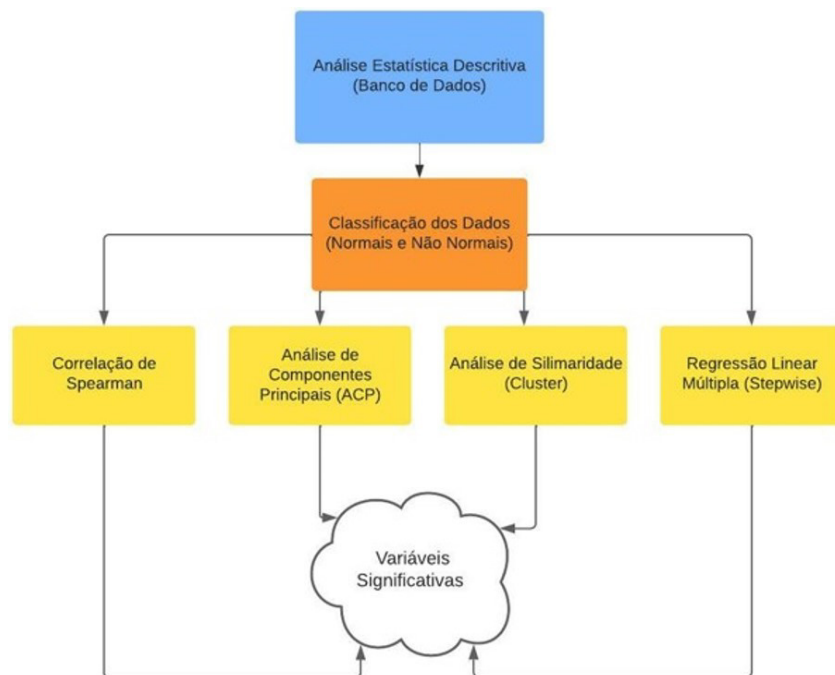 Análise Estatística Descritiva
(Banco de Dados)
Classificação dos Dados
(Normais e Não Normais)
Correlação de
Spearman
Análise de
Componentes
Principais (ACP)
Análise de Silimaridade
(Cluster)
Regressão Linear
Múltipla (Stepwise)
Variáveis
Significativas